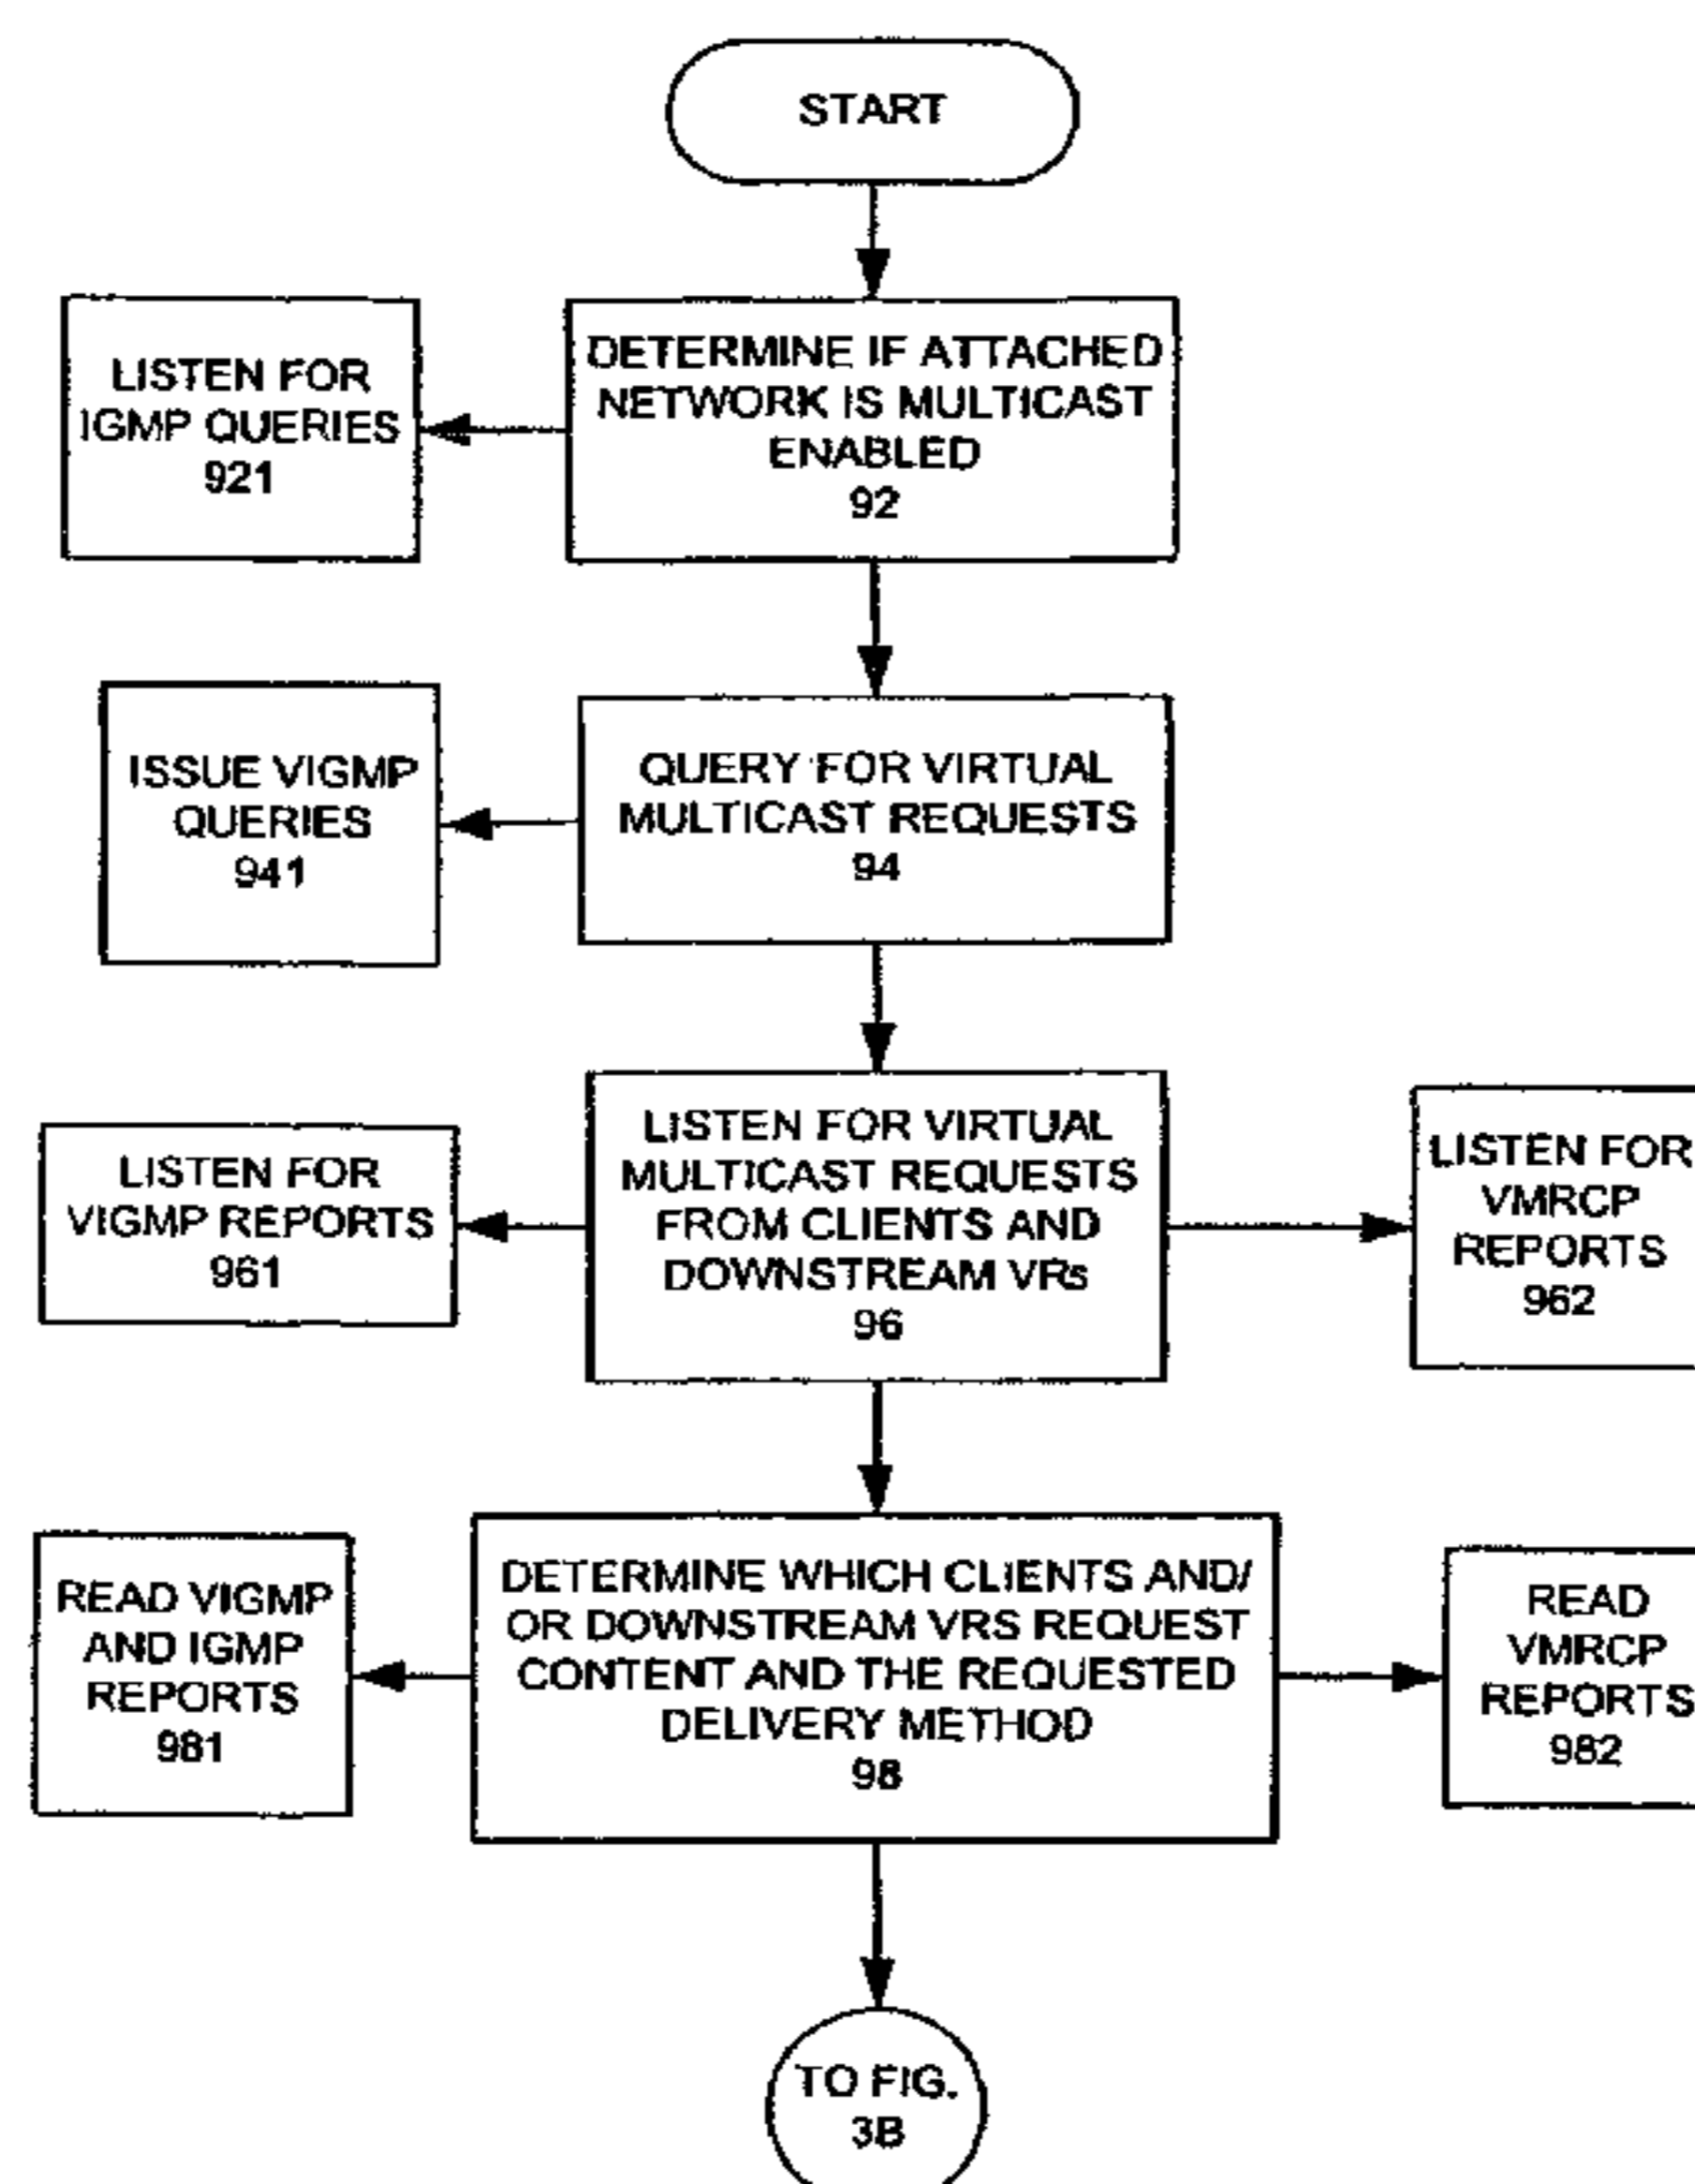 START
DETERMINE IF ATTACHED
NETWORK IS MULTICAST
ENABLED
92
LISTEN FOR
IGMP QUERIES
921
QUERY FOR VIRTUAL
MULTICAST REQUESTS
94
ISSUE VIGMP
QUERIES
941
LISTEN FOR VIRTUAL
MULTICAST REQUESTS
FROM CLIENTS AND
DOWNSTREAM VRs
96
LISTEN FOR
VIGMP REPORTS
961
LISTEN FOR
VMRCP
REPORTS
962
DETERMINE WHICH CLIENTS AND/
OR DOWNSTREAM VRS REQUEST
CONTENT AND THE REQUESTED
DELIVERY METHOD
98
READ VIGMP
AND IGMP
REPORTS
981
READ
VMRCP
REPORTS
982
TO FIG.
3B